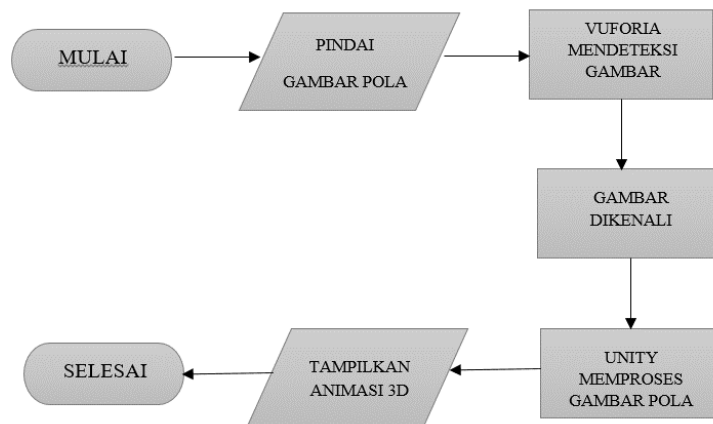 MULAI
PINDAI
GAMBAR POLA
VUFORIA
MENDETEKSI
GAMBAR
GAMBAR
DIKENALI
UNITY
MEMPROSES
GAMBAR POLA
TAMPILKAN
ANIMASI 3D
SELESAI